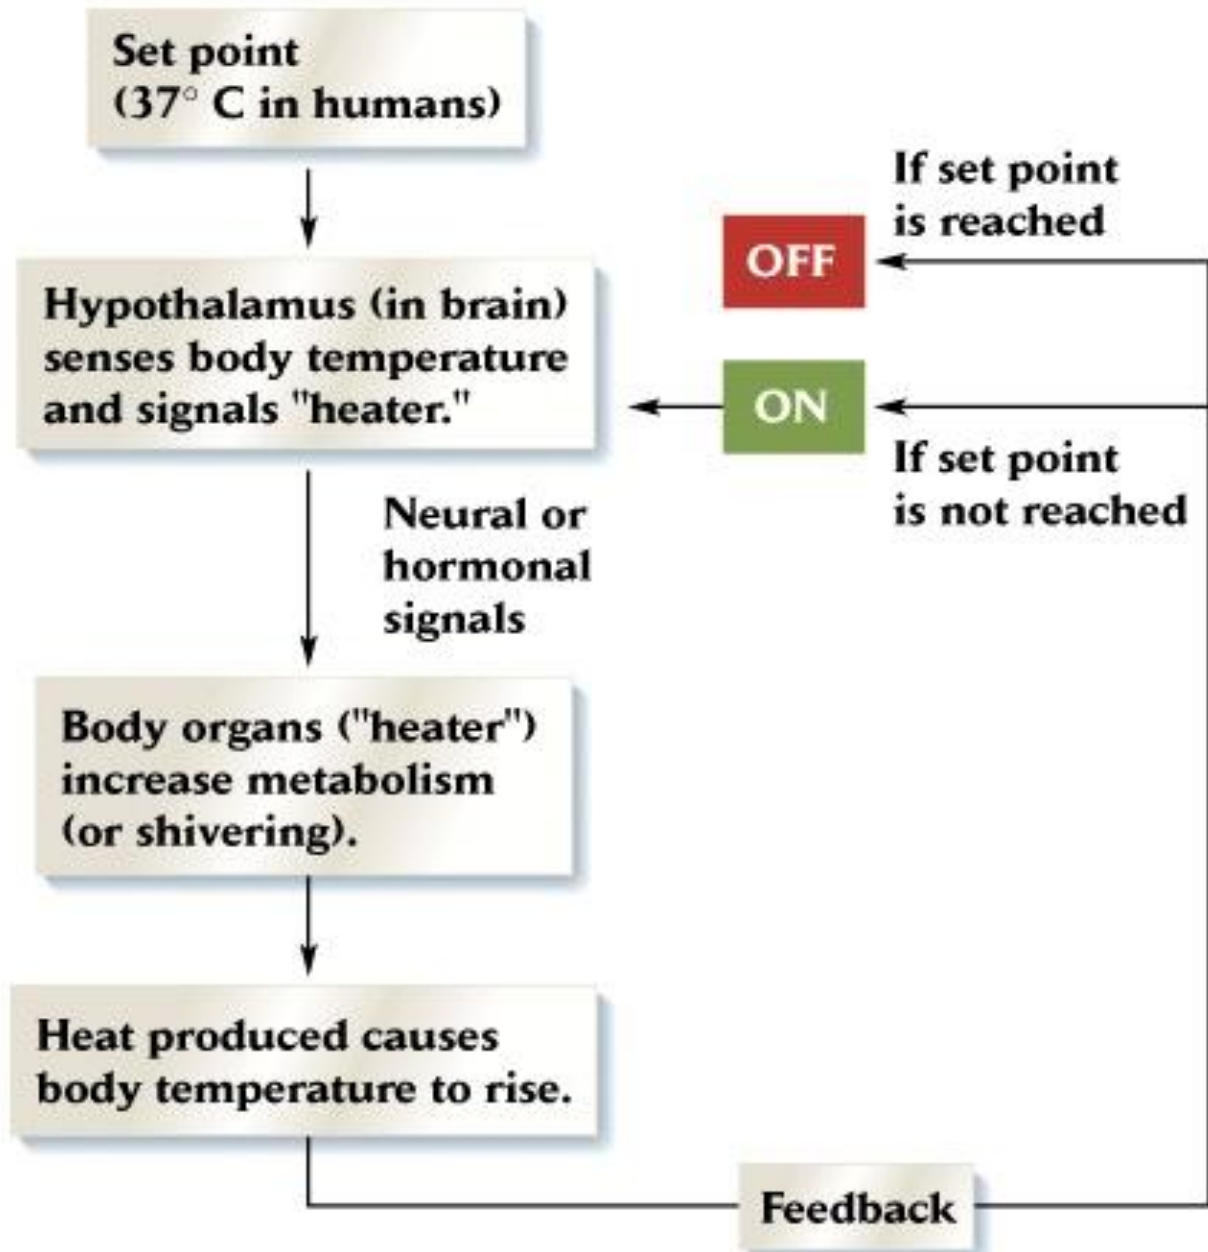 Set point
(37° C in humans)
If set point
is reached
OFF
Hypothalamus (in brain)
senses body temperature
and signals "heater."
ON
If set point
is not reached
Neural or
hormonal
signals
Body organs ("heater")
increase metabolism
(or shivering).
Heat produced causes
body temperature to rise.
Feedback